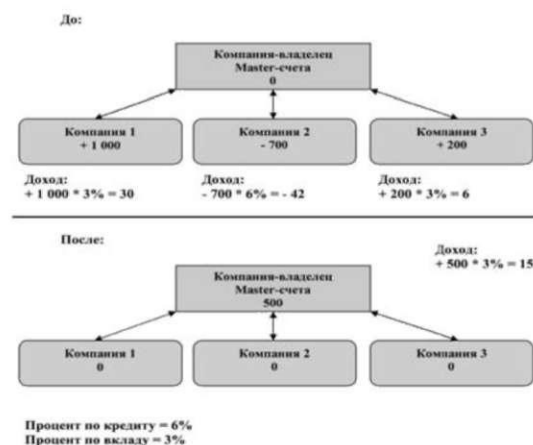 До:
Компания-владелец
Master-счета
0
Компания 1
+ 1 000
Компания 2
- 700
Компания 3
+ 200
Доход:
+ 1 000 * 3% = 30
Доход:
- 700 * 6% = - 42
Доход:
+ 200 * 3% = 6
После:
Доход:
+ 500 * 3% = 15
Компания-владелец
Master-счета
500
Компания 1
0
Компания 2
0
Компания 3
0
Процент по кредиту = 6%
Процент по вкладу = 3%